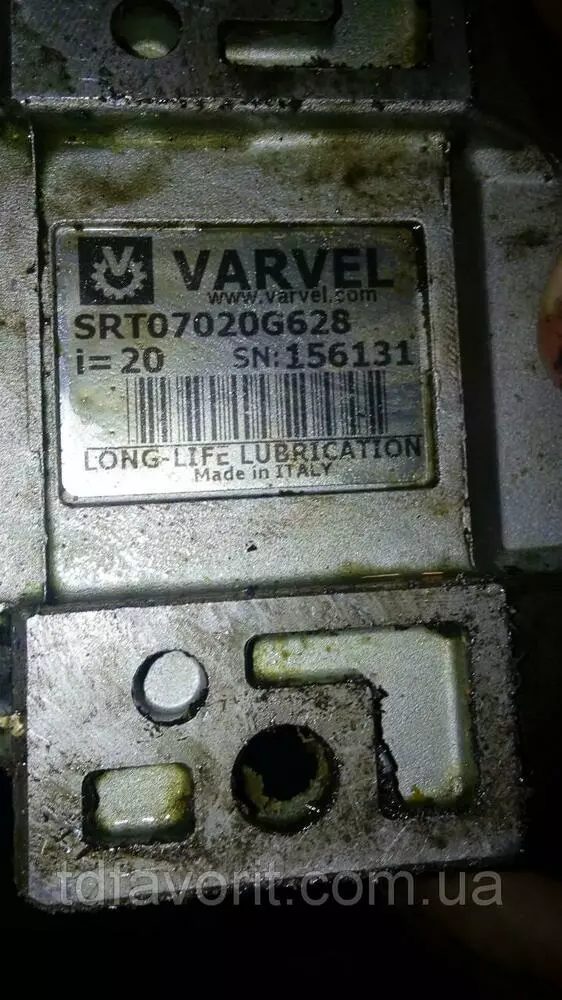 VARVEL
www.varvel.com
SRT07020G628
i=20 SN:156131
LONG-LIFE LUBRICATION
Made in ITALY
tdfavorit.com.ua